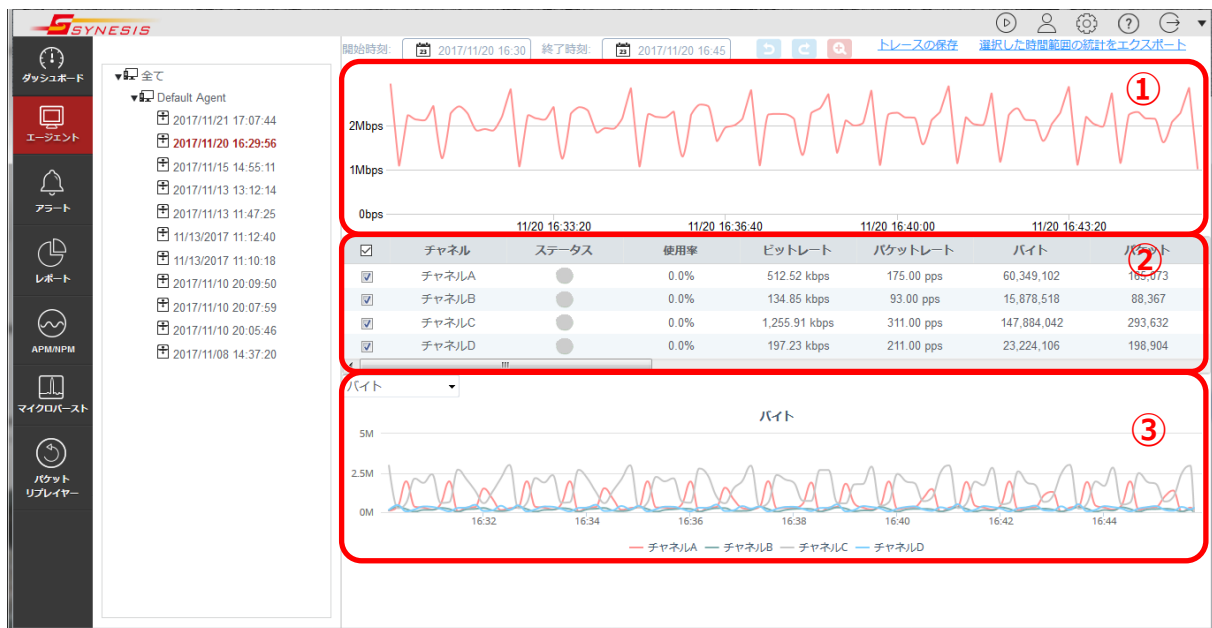 SYNESIS
開始時刻: 2017/11/20 16:30 終了時刻: 2017/11/20 16:45 トレースの保存 選択した時間範囲の統計をエクスポート
ダッシュボード
エージェント
アラート
レポート
APM/NPM
マイクロバースト
パケット
リプレイヤー
全て
Default Agent
2017/11/21 17:07:44
2017/11/20 16:29:56
2017/11/15 14:55:11
2017/11/13 13:12:14
2017/11/13 11:47:25
11/13/2017 11:12:40
11/13/2017 11:10:18
2017/11/10 20:09:50
2017/11/10 20:07:59
2017/11/10 20:05:46
2017/11/08 14:37:20
①
2Mbps
1Mbps
0bps
11/20 16:33:20 11/20 16:36:40 11/20 16:40:00 11/20 16:43:20
チャネル ステータス 使用率 ビットレート パケットレート バイト パケット
②
チャネルA 0.0% 512.52 kbps 175.00 pps 60,349,102 165,073
チャネルB 0.0% 134.85 kbps 93.00 pps 15,878,518 88,367
チャネルC 0.0% 1,255.91 kbps 311.00 pps 147,884,042 293,632
チャネルD 0.0% 197.23 kbps 211.00 pps 23,224,106 198,904
バイト
バイト
③
5M
2.5M
0M
16:32 16:34 16:36 16:38 16:40 16:42 16:44
チャネルA チャネルB チャネルC チャネルD